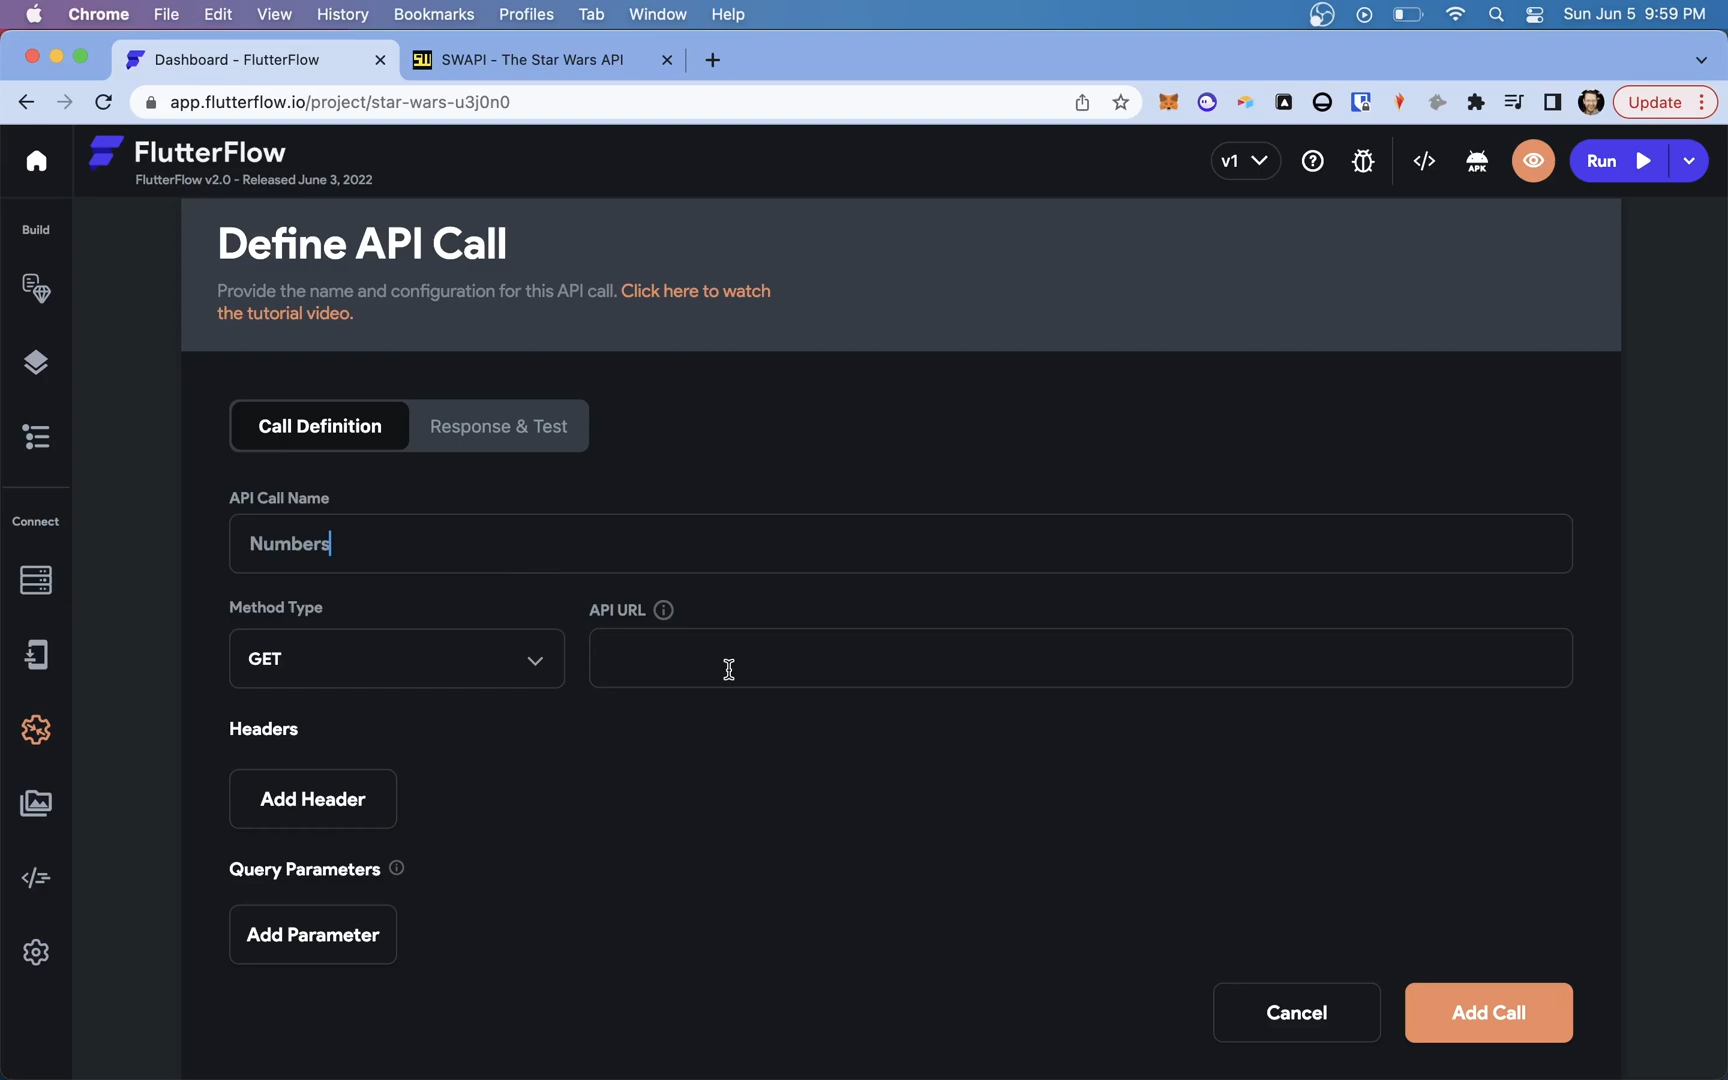 Chrome File Edit View History Bookmarks Profiles Tab Window Help Sun Jun 5 9:59 PM
Dashboard - FlutterFlow SWAPI - The Star Wars API
app.flutterflow.io/project/star-wars-u3j0n0 Update
FlutterFlow
FlutterFlow v2.0 - Released June 3, 2022
v1 APK Run
Build
Connect
Define API Call
Provide the name and configuration for this API call. Click here to watch
the tutorial video.
Call Definition Response & Test
API Call Name
Numbers
Method Type API URL
GET
Headers
Add Header
Query Parameters
Add Parameter
Cancel Add Call